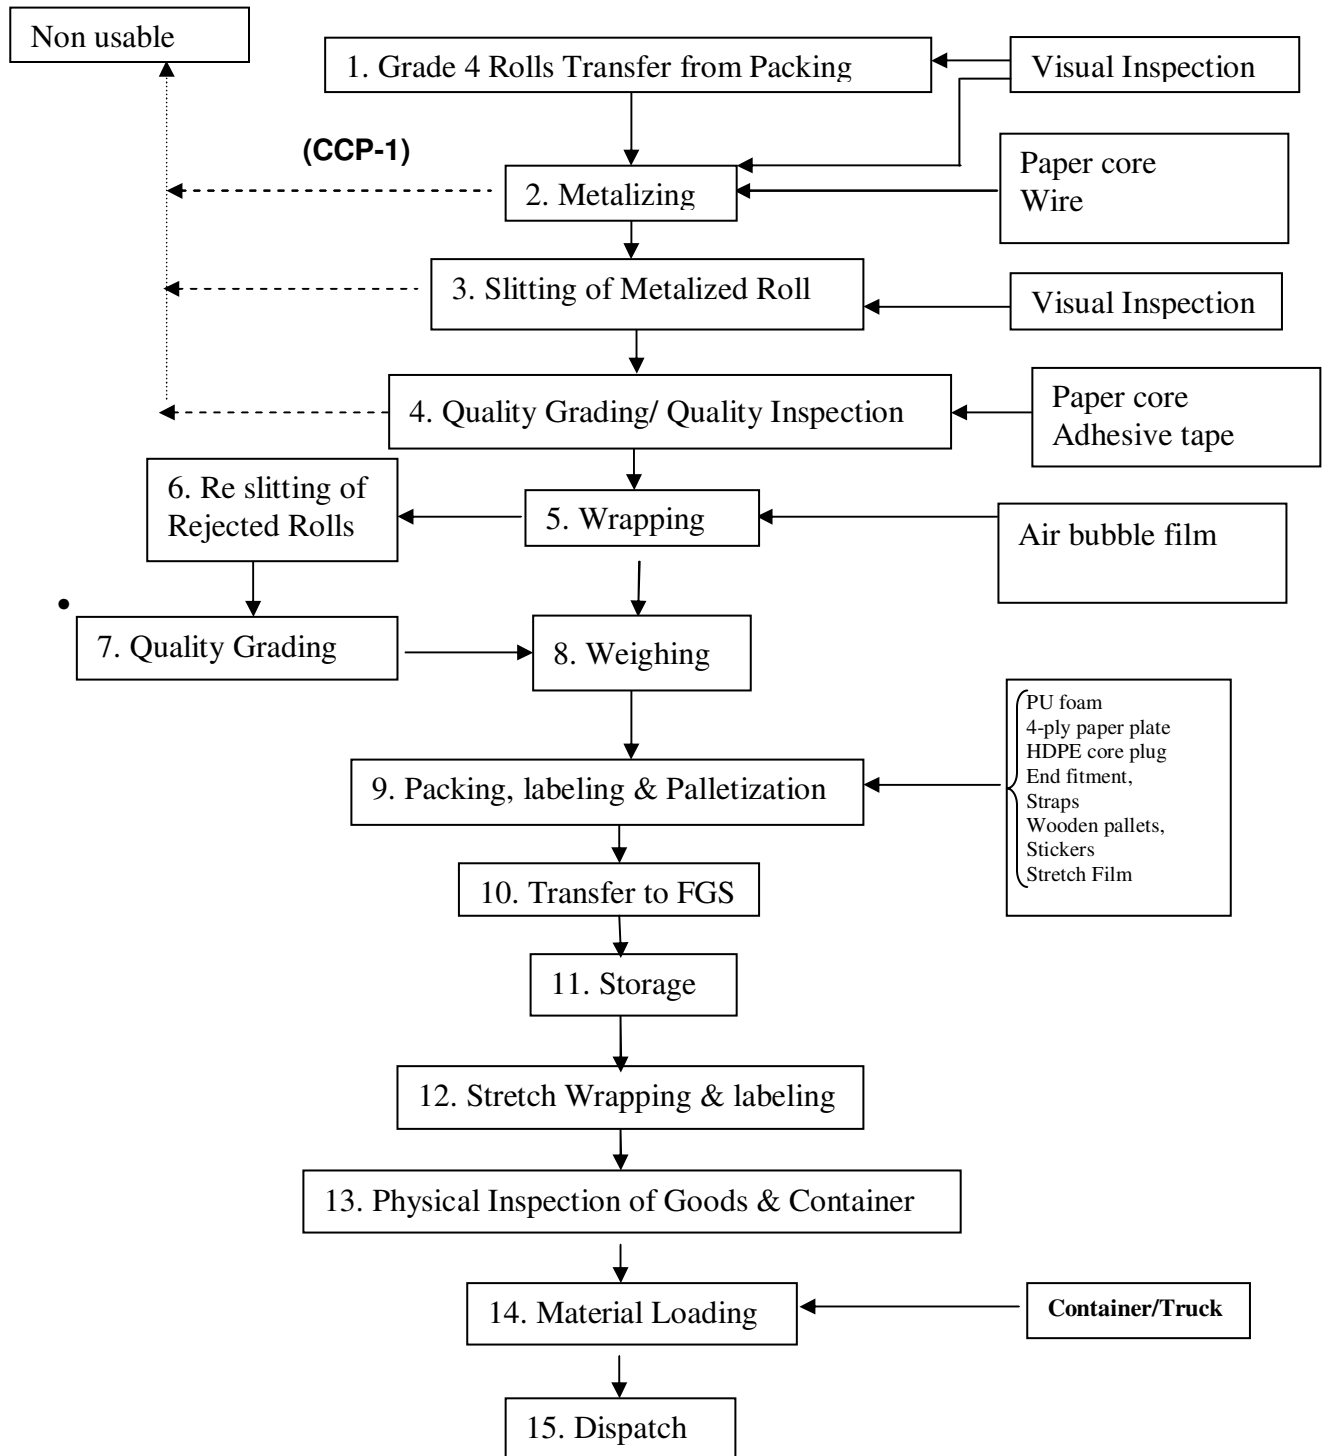 Non usable
1. Grade 4 Rolls Transfer from Packing
Visual Inspection
(CCP-1)
2. Metalizing
Paper core
Wire
3. Slitting of Metalized Roll
Visual Inspection
4. Quality Grading/ Quality Inspection
Paper core
Adhesive tape
6. Re slitting of
Rejected Rolls
5. Wrapping
Air bubble film
•
7. Quality Grading
8. Weighing
PU foam
4-ply paper plate
HDPE core plug
End fitment,
Straps
Wooden pallets,
Stickers
Stretch Film
9. Packing, labeling & Palletization
10. Transfer to FGS
11. Storage
12. Stretch Wrapping & labeling
13. Physical Inspection of Goods & Container
14. Material Loading
Container/Truck
15. Dispatch